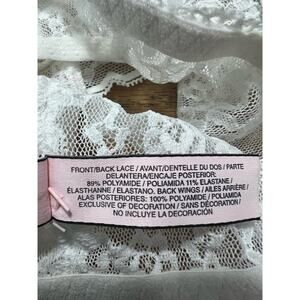 FRONT/BACK LACE / AVANT/DENTELLE DU DOS / PARTE
DELANTERA/ENCAJE POSTERIOR:
89% POLYAMIDE / POLIAMIDA 11% ELASTANE /
ÉLASTHANNE / ELASTANO. BACK WINGS / AILES ARRIÈRE /
ALAS POSTERIORES: 100% POLYAMIDE / POLIAMIDA
EXCLUSIVE OF DECORATION / SANS DÉCORATION /
NO INCLUYE LA DECORACIÓN